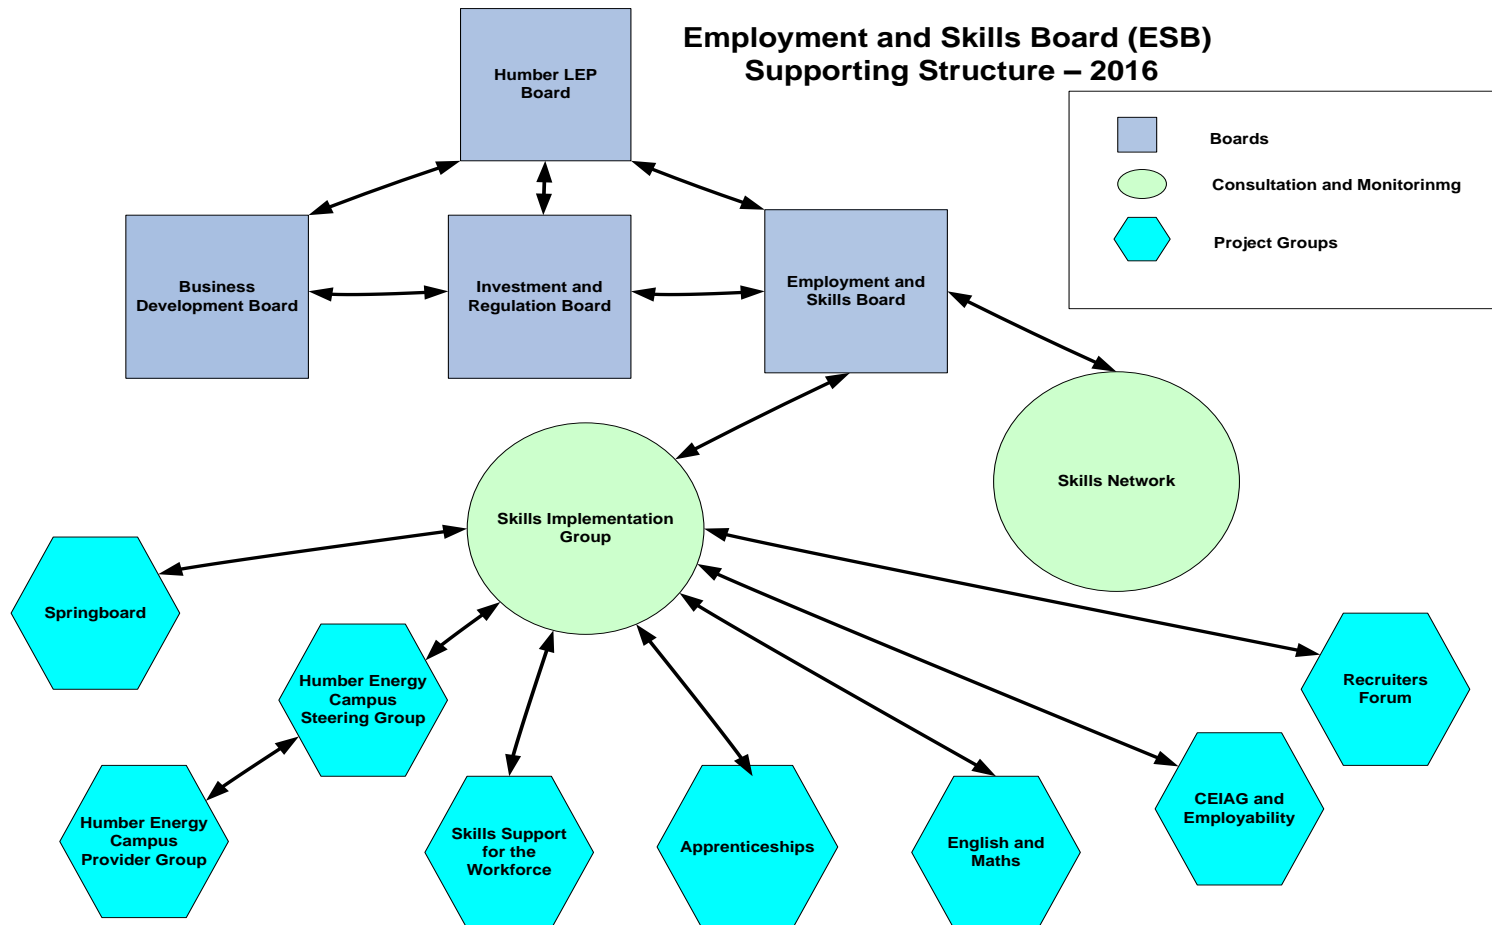 Employment and Skills Board (ESB)
Supporting Structure – 2016
Humber LEP
Board
Boards
Consultation and Monitorinmg
Project Groups
Business
Development Board
Investment and
Regulation Board
Employment and
Skills Board
Skills Network
Skills Implementation
Group
Springboard
Humber Energy
Campus
Steering Group
Recruiters
Forum
Humber Energy
Campus
Provider Group
Skills Support
for the
Workforce
Apprenticeships
English and
Maths
CEIAG and
Employability